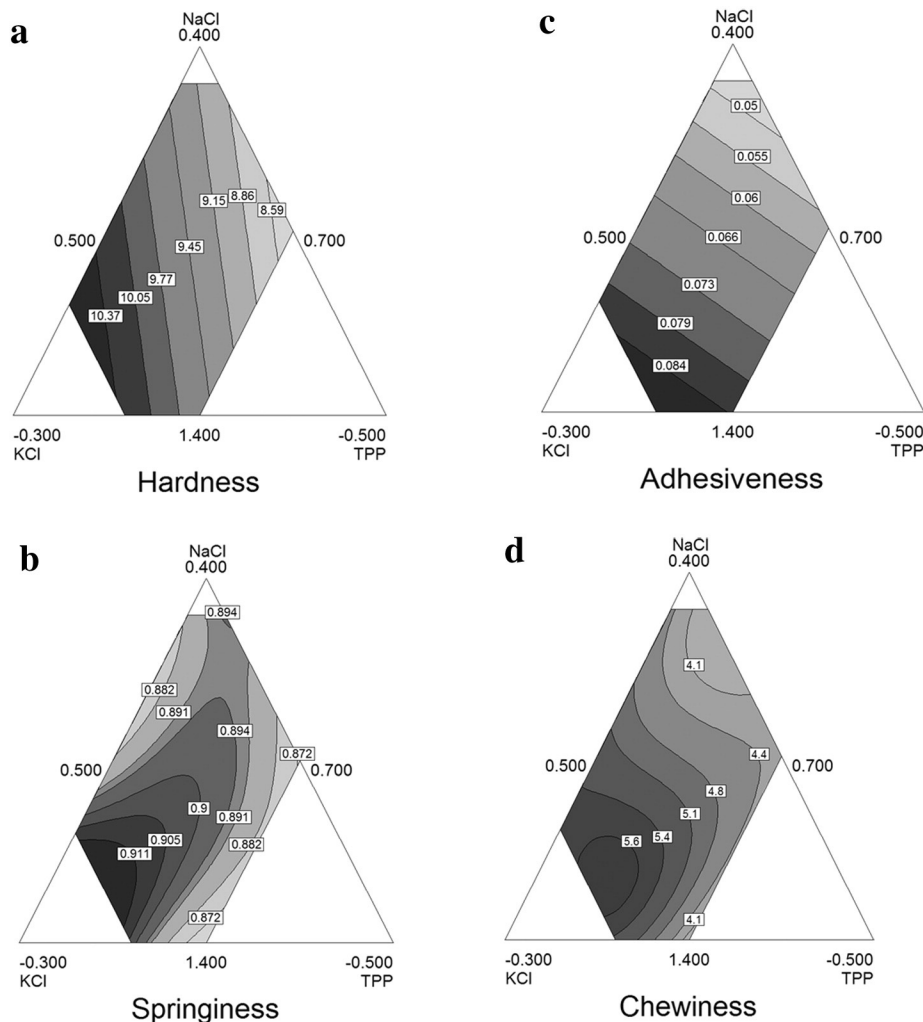 a
NaCl
0.400
9.15
8.86
8.59
0.500
0.700
9.45
9.77
10.05
10.37
-0.300
1.400
-0.500
KCl
TPP
Hardness
c
NaCl
0.400
0.05
0.055
0.06
0.066
0.500
0.700
0.073
0.079
0.084
-0.300
1.400
-0.500
KCl
TPP
Adhesiveness
b
NaCl
0.400
0.894
0.882
0.891
0.894
0.872
0.500
0.700
0.9
0.891
0.905
0.882
0.911
0.872
-0.300
1.400
-0.500
KCl
TPP
Springiness
d
NaCl
0.400
4.1
4.4
0.500
0.700
4.8
5.1
5.4
5.6
4.1
-0.300
1.400
-0.500
KCl
TPP
Chewiness